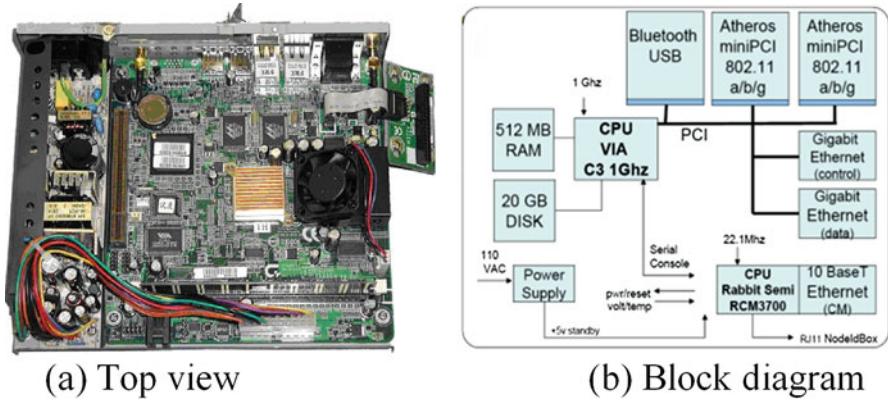 Bluetooth
USB
Atheros
miniPCI
802.11
a/b/g
Atheros
miniPCI
802.11
a/b/g
1 Ghz
512 MB
RAM
CPU
VIA
C3 1Ghz
PCI
Gigabit
Ethernet
(control)
20 GB
DISK
Gigabit
Ethernet
(data)
110
VAC
Power
Supply
Serial
Console
22.1Mhz
pwr/reset
volt/temp
CPU
Rabbit Semi
RCM3700
10 BaseT
Ethernet
(CM)
+5v standby
RJ11 NodeIdBox
(a) Top view
(b) Block diagram